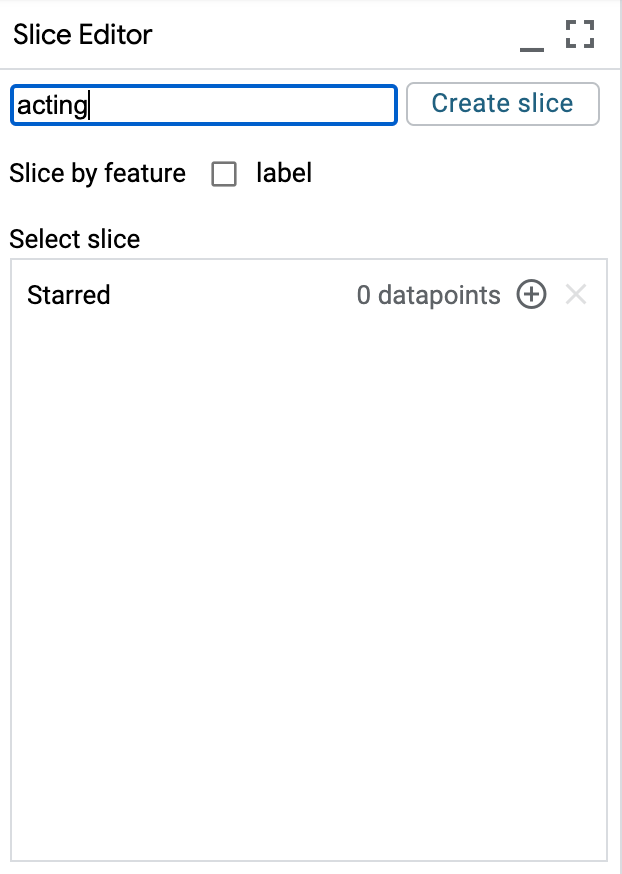 Slice Editor
acting
Create slice
Slice by feature label
Select slice
Starred 0 datapoints